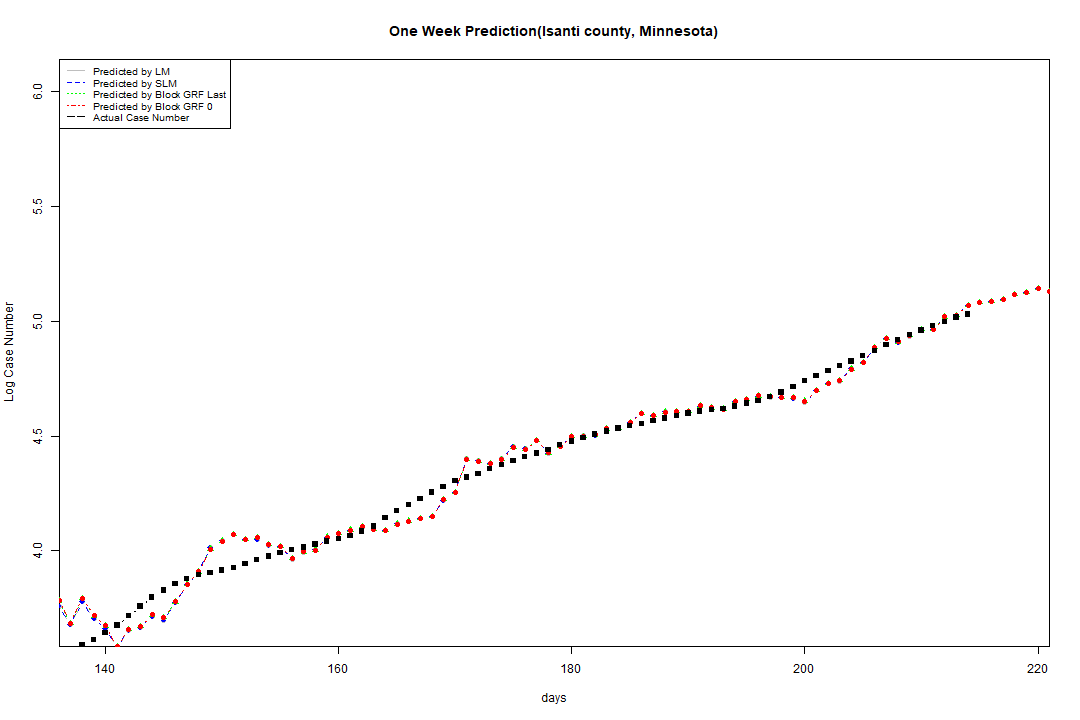 One Week Prediction(Isanti county, Minnesota)
Predicted by LM
Predicted by SLM
Predicted by Block GRF Last
Predicted by Block GRF 0
Actual Case Number
6.0
5.5
5.0
4.5
4.0
Log Case Number
140 160 180 200 220
days